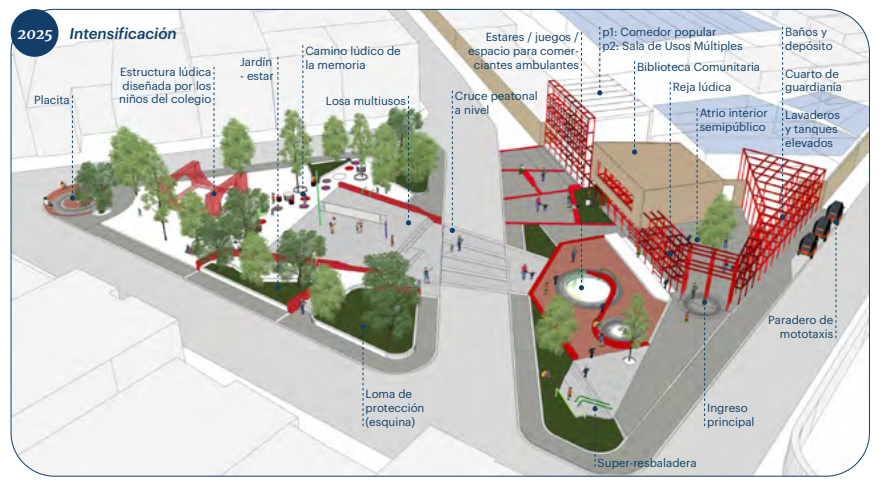 2025
Intensificación
Placita
Estructura lúdica
diseñada por los
niños del colegio
Jardín
- estar
Camino lúdico de
la memoria
Losa multiusos
Cruce peatonal
a nivel
Estares / juegos /
espacio para comer-
ciantes ambulantes
p1: Comedor popular
p2: Sala de Usos Múltiples
Biblioteca Comunitaria
Reja lúdica
Atrio interior
semipúblico
Baños y
depósito
Cuarto de
guardianía
Lavaderos
y tanques
elevados
Paradero de
mototaxis
Loma de
protección
(esquina)
Ingreso
principal
Super-resbaladera